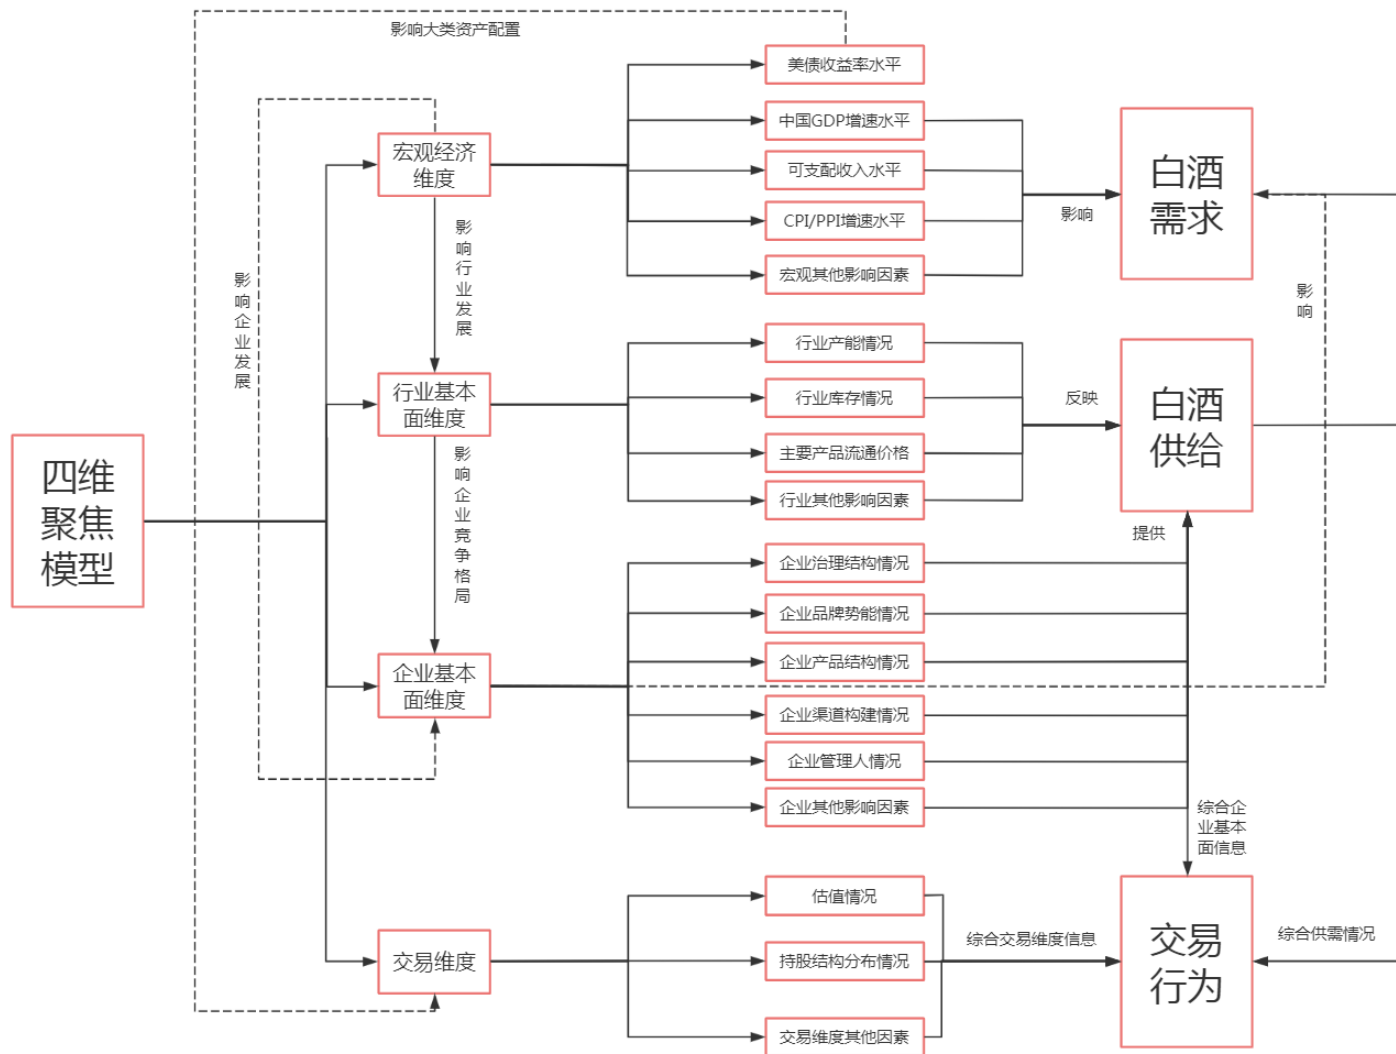 影响大类资产配置
美债收益率水平
中国GDP增速水平
可支配收入水平
CPI/PPI增速水平
宏观其他影响因素
宏观经济
维度
影响
白酒
需求
影响行业发展
影响企业发展
影响
行业产能情况
行业库存情况
主要产品流通价格
行业其他影响因素
行业基本
面维度
反映
白酒
供给
影响企业竞争格局
四维
聚焦
模型
提供
企业治理结构情况
企业品牌势能情况
企业产品结构情况
企业渠道构建情况
企业管理人情况
企业其他影响因素
企业基本
面维度
综合企
业基本
面信息
估值情况
持股结构分布情况
交易维度其他因素
交易维度
综合交易维度信息
交易
行为
综合供需情况